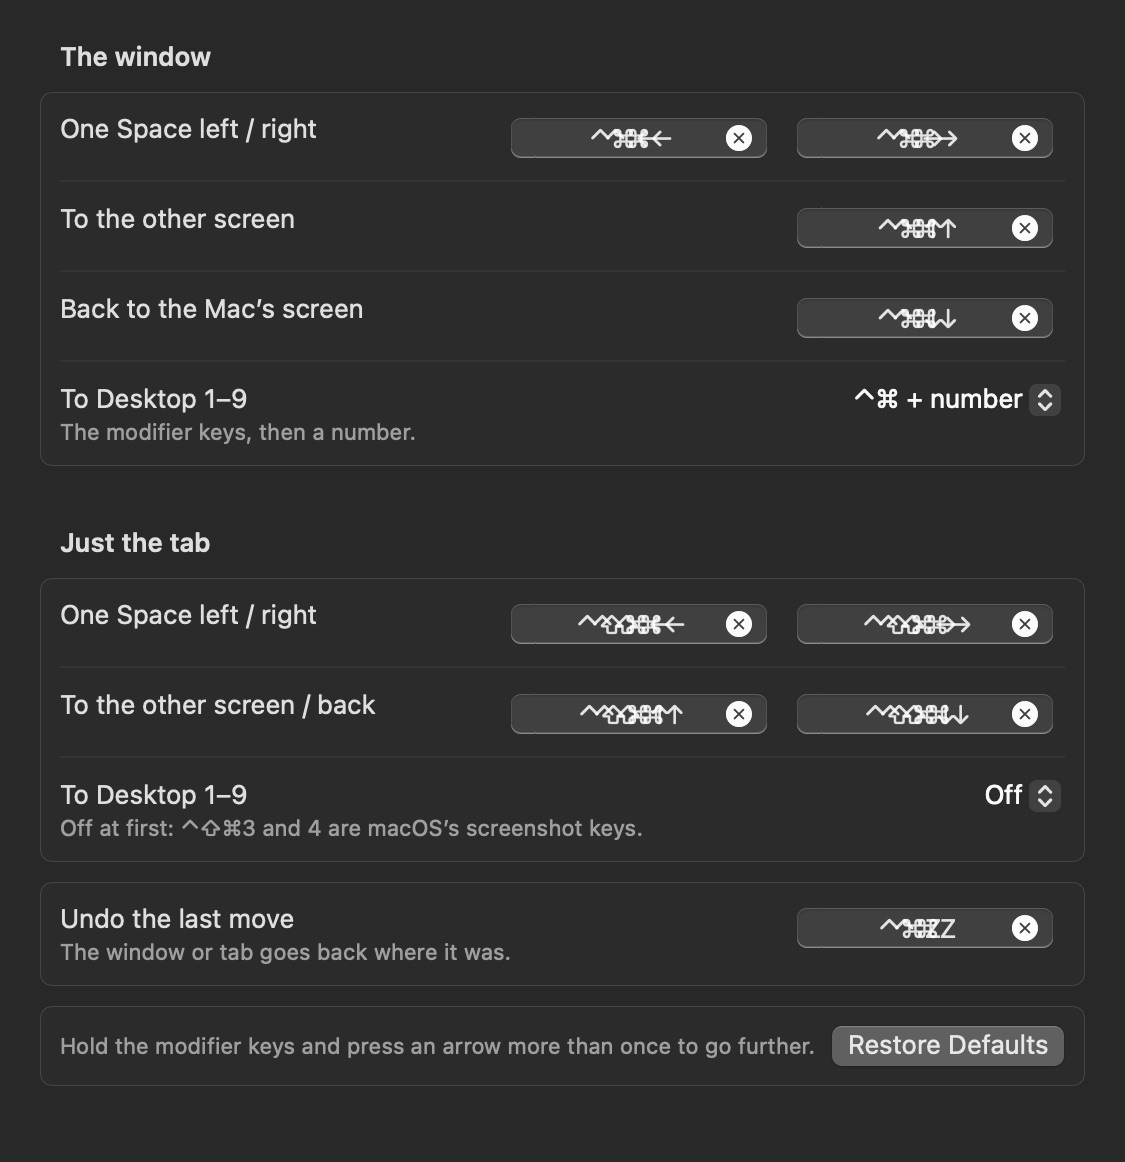 The window
One Space left / right
To the other screen
Back to the Mac’s screen
To Desktop 1–9
^⌘ + number
The modifier keys, then a number.
Just the tab
One Space left / right
To the other screen / back
To Desktop 1–9
Off
Off at first: ^⇧⌘3 and 4 are macOS’s screenshot keys.
Undo the last move
The window or tab goes back where it was.
Hold the modifier keys and press an arrow more than once to go further.
Restore Defaults